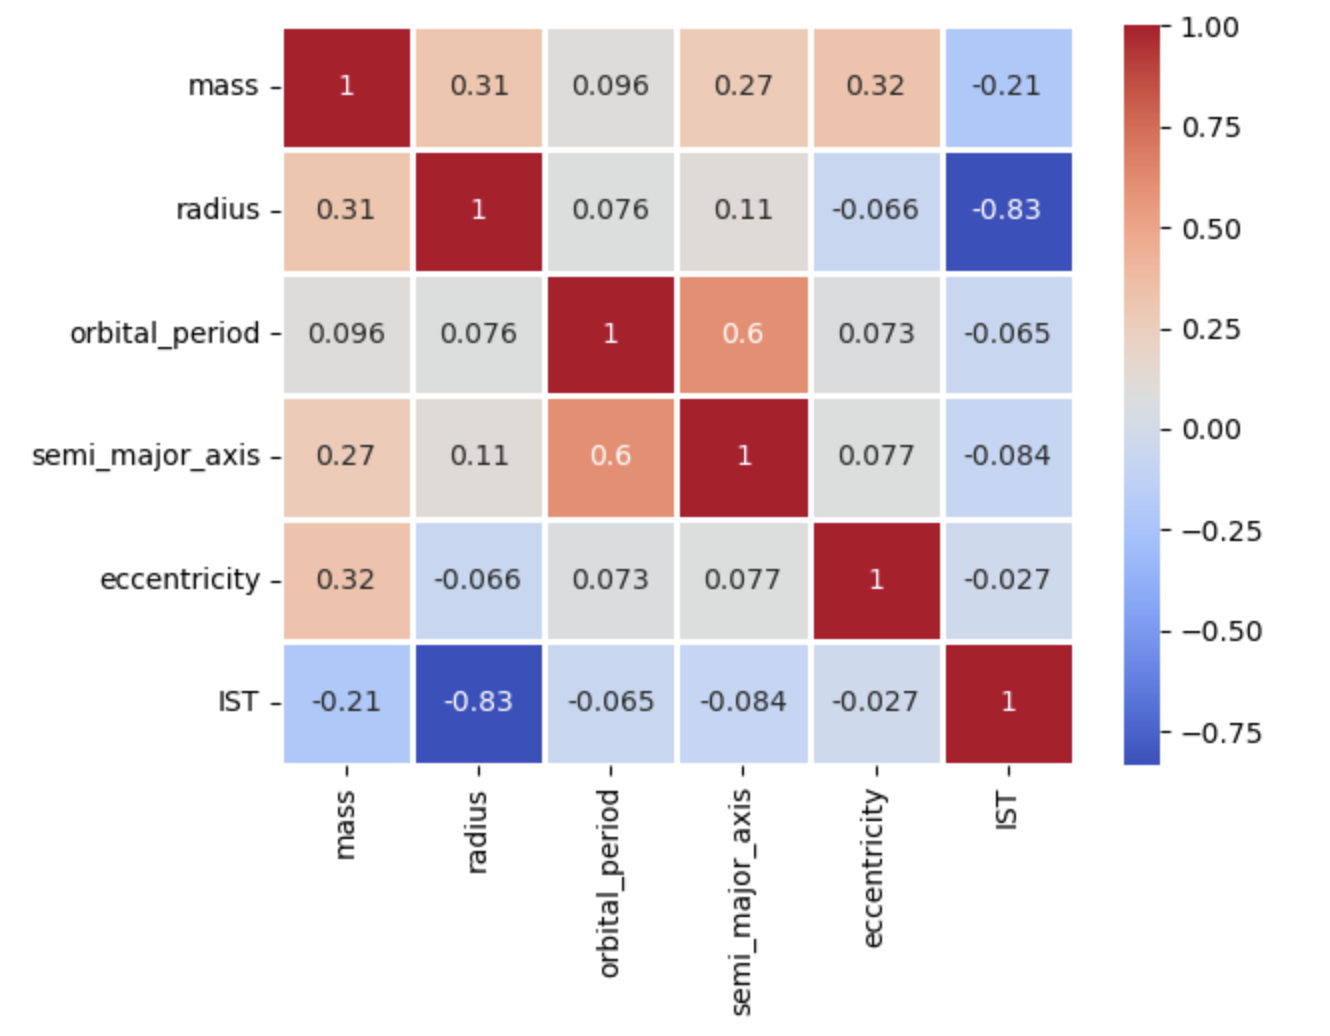 mass 1 0.31 0.096 0.27 0.32 -0.21
radius 0.31 1 0.076 0.11 -0.066 -0.83
orbital_period 0.096 0.076 1 0.6 0.073 -0.065
semi_major_axis 0.27 0.11 0.6 1 0.077 -0.084
eccentricity 0.32 -0.066 0.073 0.077 1 -0.027
IST -0.21 -0.83 -0.065 -0.084 -0.027 1
mass
radius
orbital_period
semi_major_axis
eccentricity
IST
1.00
0.75
0.50
0.25
0.00
−0.25
−0.50
−0.75